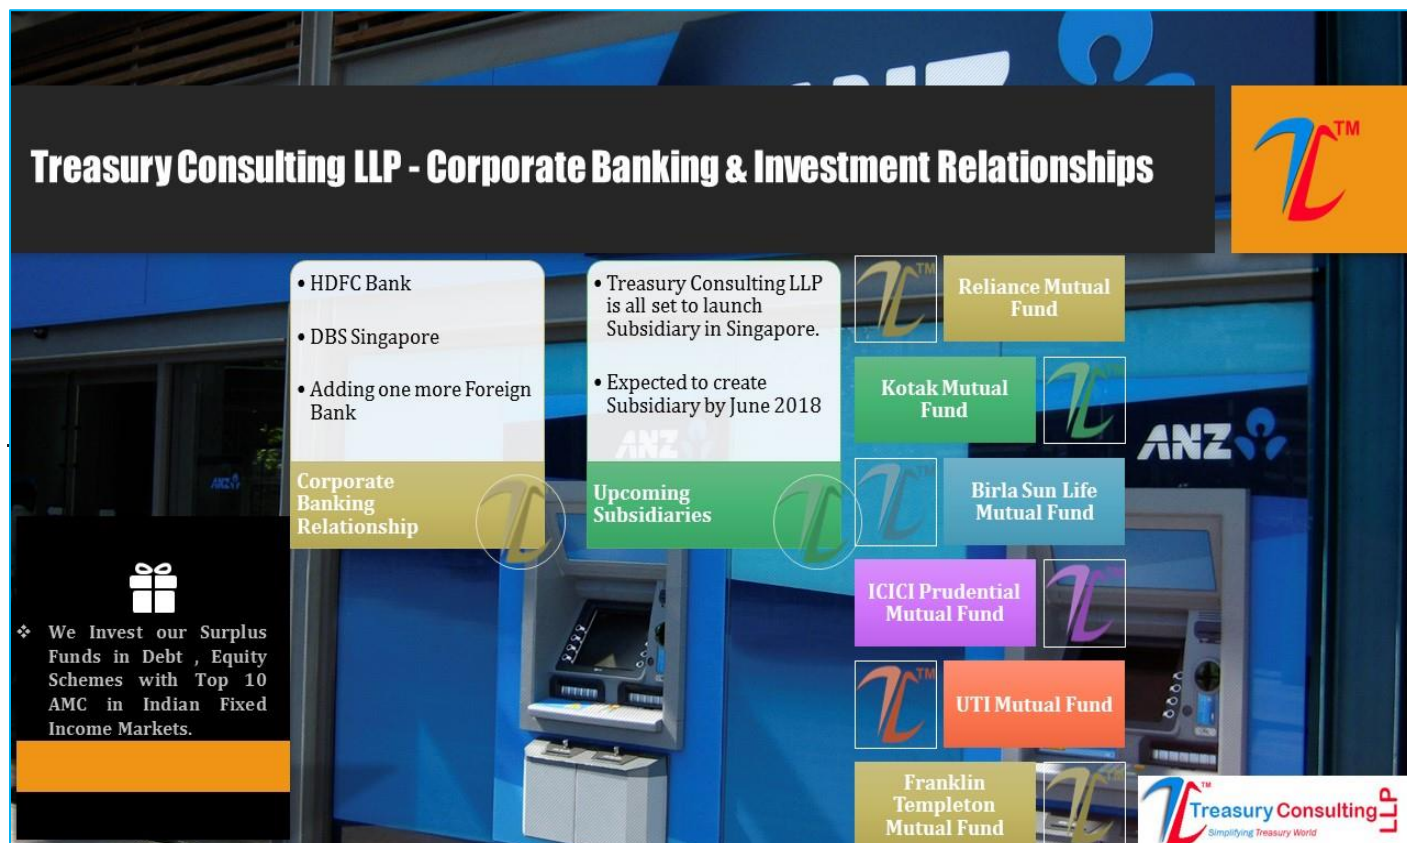 Treasury Consulting LLP - Corporate Banking & Investment Relationships
TM
• HDFC Bank
• DBS Singapore
• Adding one more Foreign
Bank
Corporate
Banking
Relationship
• Treasury Consulting LLP
is all set to launch
Subsidiary in Singapore.
• Expected to create
Subsidiary by June 2018
Upcoming
Subsidiaries
Reliance Mutual
Fund
Kotak Mutual
Fund
Birla Sun Life
Mutual Fund
ICICI Prudential
Mutual Fund
UTI Mutual Fund
Franklin
Templeton
Mutual Fund
ANZ
ANZ
ANZ
❖ We Invest our Surplus
Funds in Debt , Equity
Schemes with Top 10
AMC in Indian Fixed
Income Markets.
TM
Treasury Consulting LLP
Simplifying Treasury World